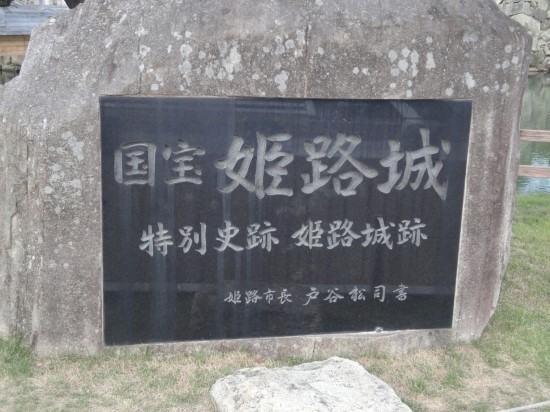 国宝 姫路城
特別史跡 姫路城跡
姫路市長 戸谷松司書